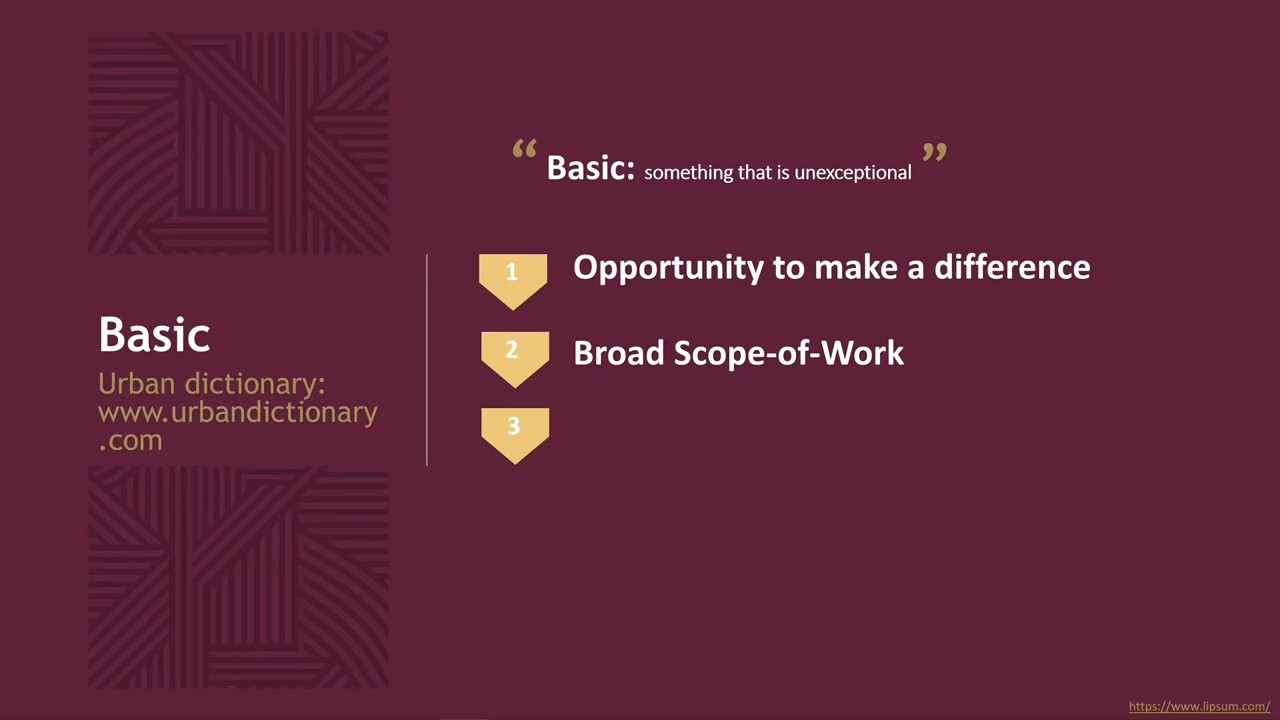 “ Basic: something that is unexceptional ”
1 Opportunity to make a difference
2 Broad Scope-of-Work
3
Basic
Urban dictionary:
www.urbandictionary
.com
https://www.lipsum.com/